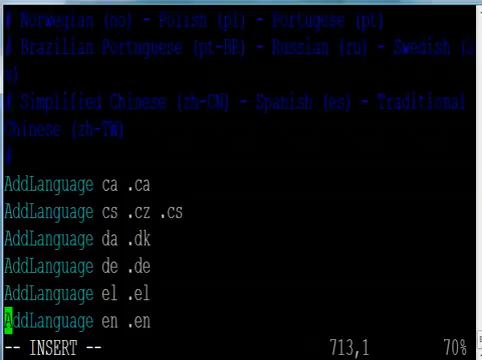 # Norwegian (no) - Polish (pl) - Portugese (pt)
# Brazilian Portuguese (pt-BR) - Russian (ru) - Swedish (s
v)
# Simplified Chinese (zh-CN) - Spanish (es) - Traditional
Chinese (zh-TW)
#
AddLanguage ca .ca
AddLanguage cs .cz .cs
AddLanguage da .dk
AddLanguage de .de
AddLanguage el .el
AddLanguage en .en
-- INSERT -- 713,1 70%